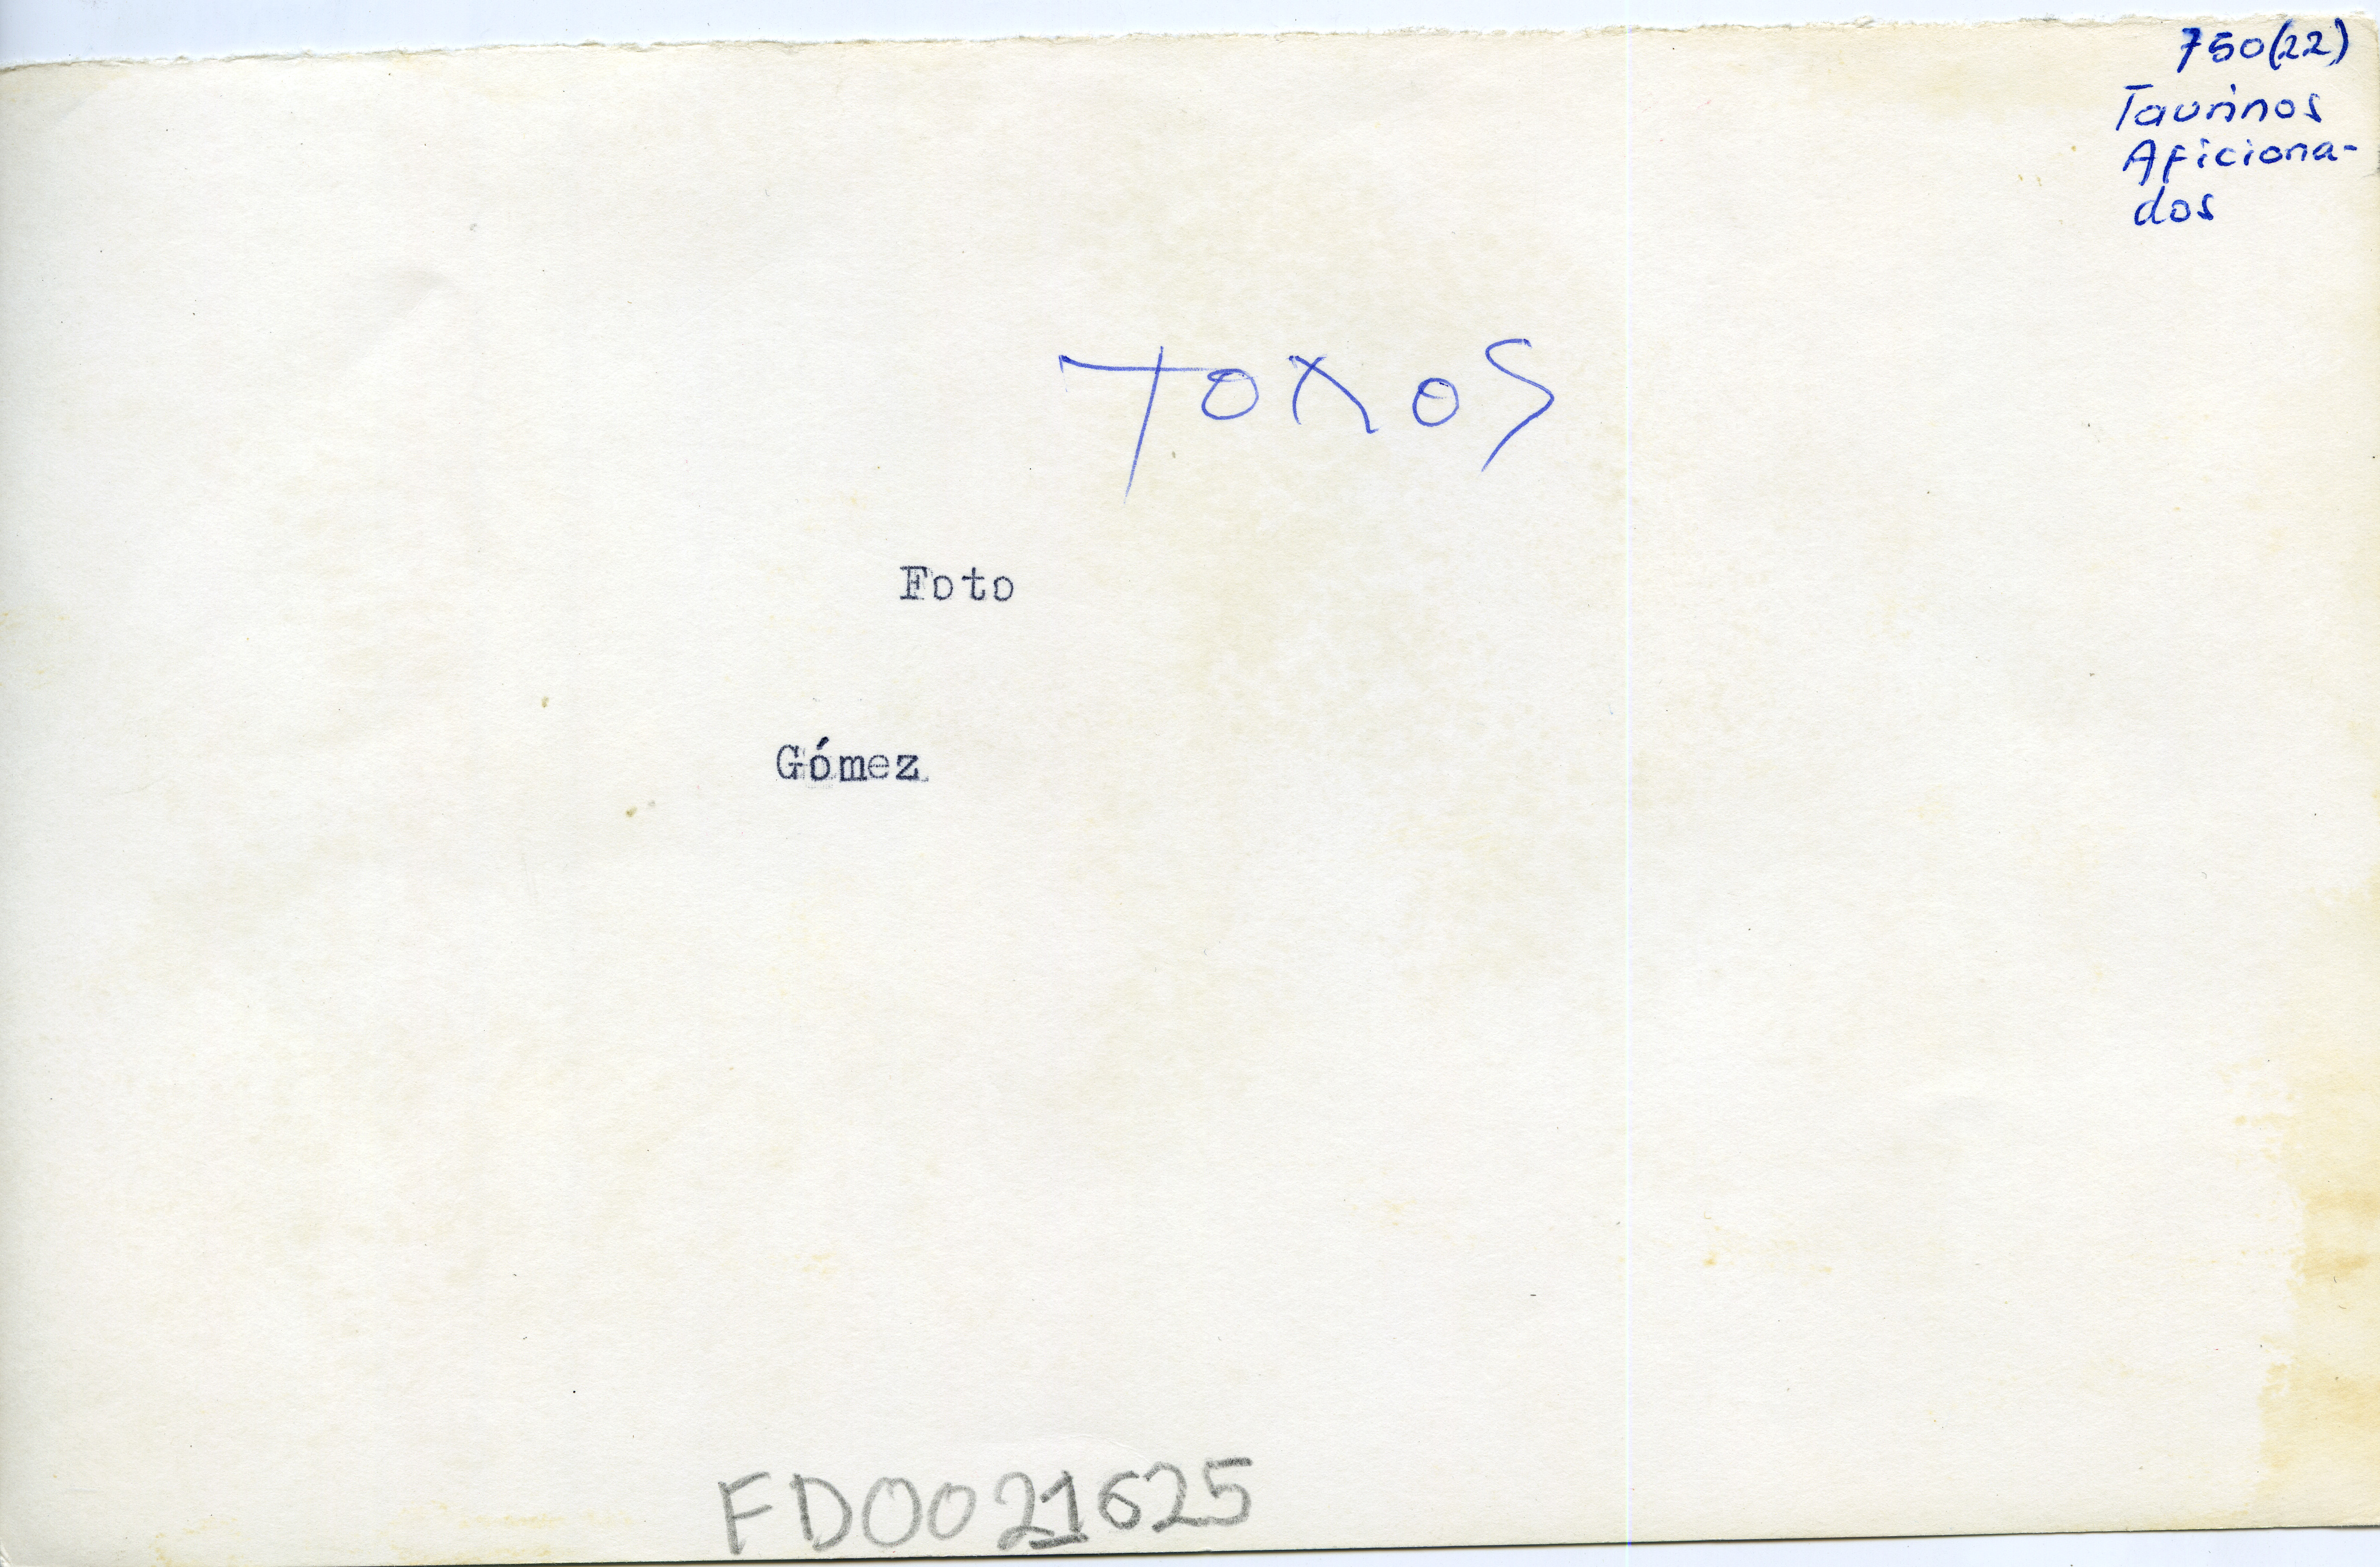 750(22)
Taurinos
Aficiona-
dos
TOROS
Foto
Gómez
FD0021625